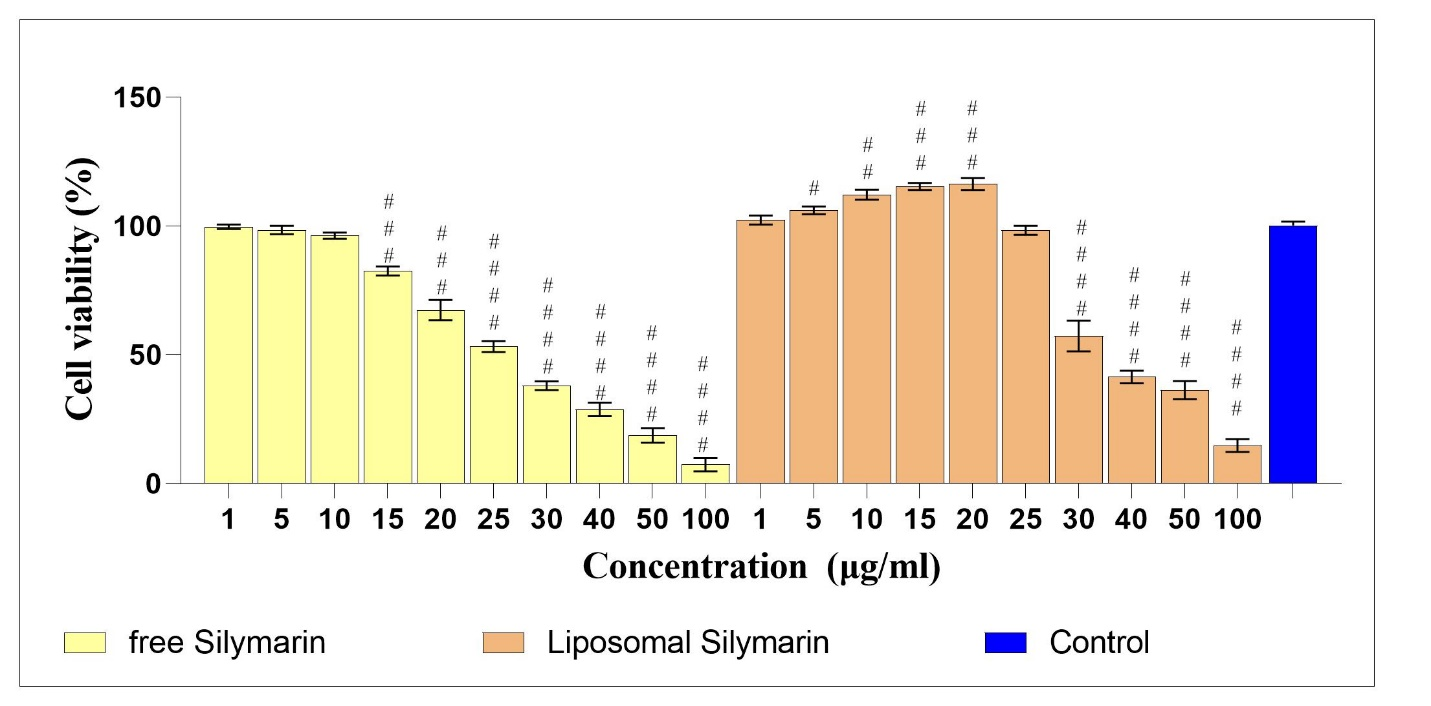 150
100
50
0
Cell viability (%)
# # #
# # #
# # # #
# # # #
# # # #
# # # #
# # # #
#
# #
# # #
# # #
# # # #
# # # #
# # # #
# # # #
1 5 10 15 20 25 30 40 50 100 1 5 10 15 20 25 30 40 50 100
Concentration (μg/ml)
free Silymarin Liposomal Silymarin Control